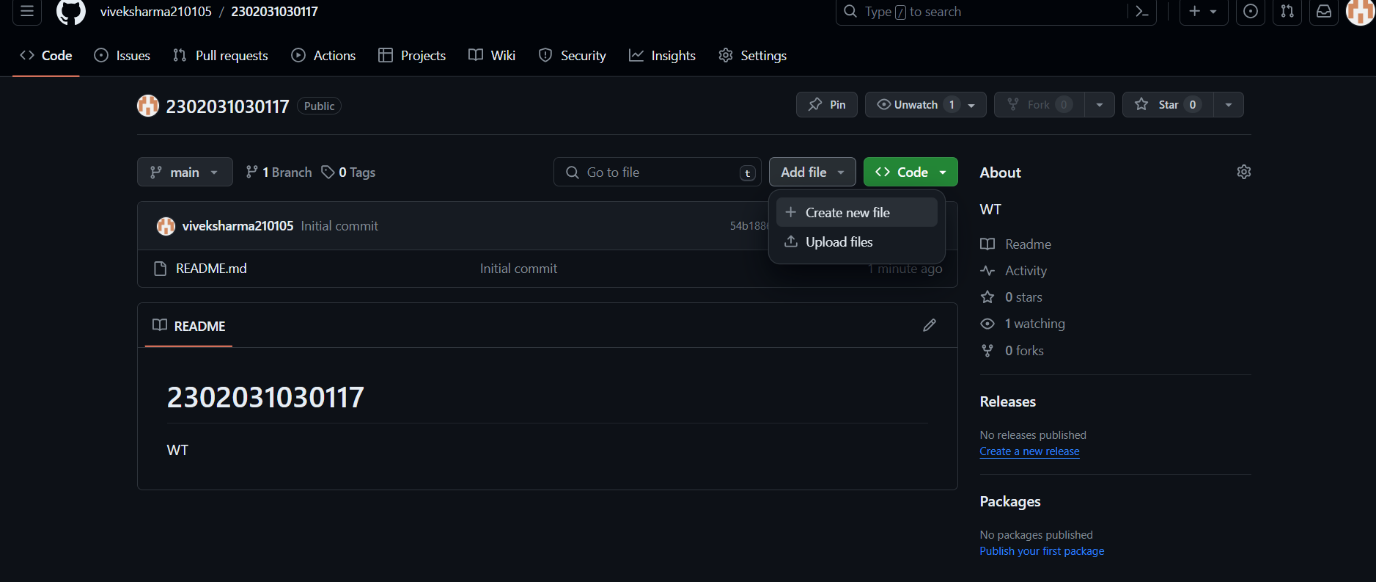 viveksharma210105 / 2302031030117
Type / to search
Code Issues Pull requests Actions Projects Wiki Security Insights Settings
2302031030117 Public
Pin Unwatch 1 Fork 0 Star 0
main 1 Branch 0 Tags
Go to file t Add file Code
Create new file
Upload files
viveksharma210105 Initial commit 54b188
README.md Initial commit 1 minute ago
README
2302031030117
WT
About
WT
Readme
Activity
0 stars
1 watching
0 forks
Releases
No releases published
Create a new release
Packages
No packages published
Publish your first package